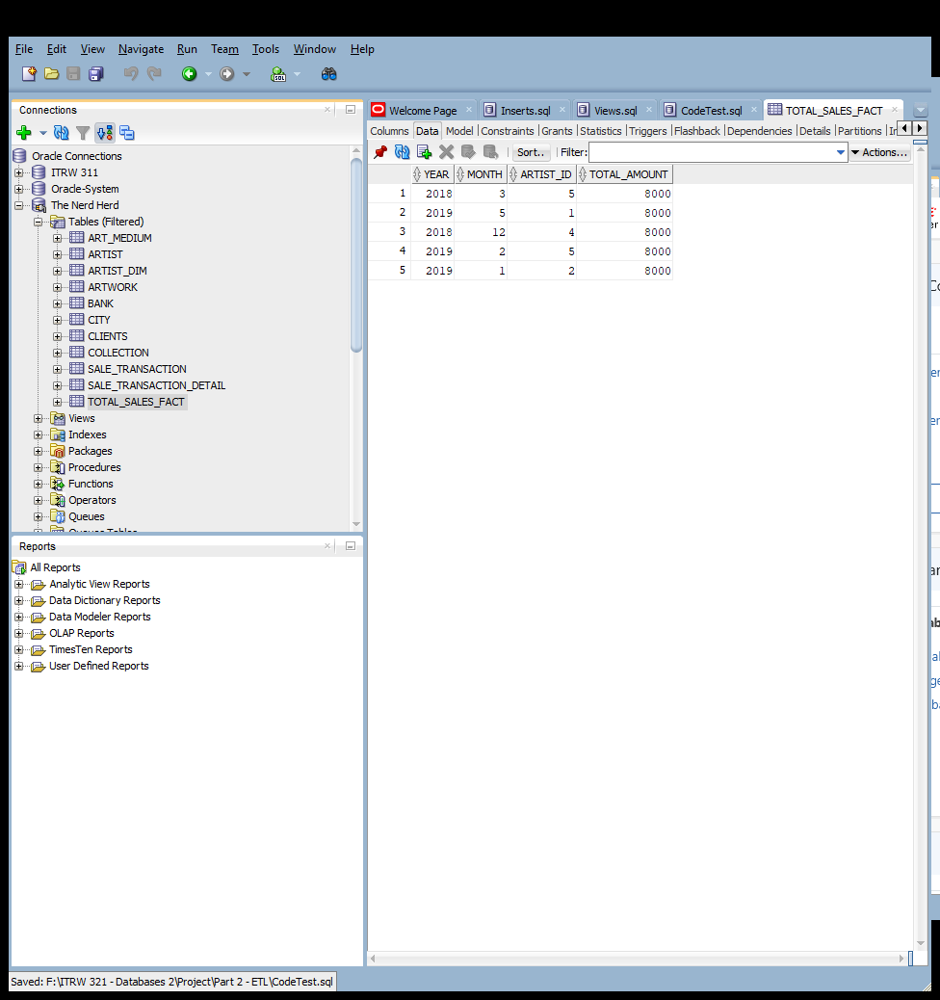 File Edit View Navigate Run Team Tools Window Help
Connections
Oracle Connections
ITRW 311
Oracle-System
The Nerd Herd
Tables (Filtered)
ART_MEDIUM
ARTIST
ARTIST_DIM
ARTWORK
BANK
CITY
CLIENTS
COLLECTION
SALE_TRANSACTION
SALE_TRANSACTION_DETAIL
TOTAL_SALES_FACT
Views
Indexes
Packages
Procedures
Functions
Operators
Queues
Queues Tables
Reports
All Reports
Analytic View Reports
Data Dictionary Reports
Data Modeler Reports
OLAP Reports
TimesTen Reports
User Defined Reports
Welcome Page Inserts.sql Views.sql CodeTest.sql TOTAL_SALES_FACT
Columns Data Model Constraints Grants Statistics Triggers Flashback Dependencies Details Partitions
SQL Sort.. Filter: Actions...
YEAR MONTH ARTIST_ID TOTAL_AMOUNT
1 2018 3 5 8000
2 2019 5 1 8000
3 2018 12 4 8000
4 2019 2 5 8000
5 2019 1 2 8000
Saved: F:\ITRW 321 - Databases 2\Project\Part 2 - ETL\CodeTest.sql